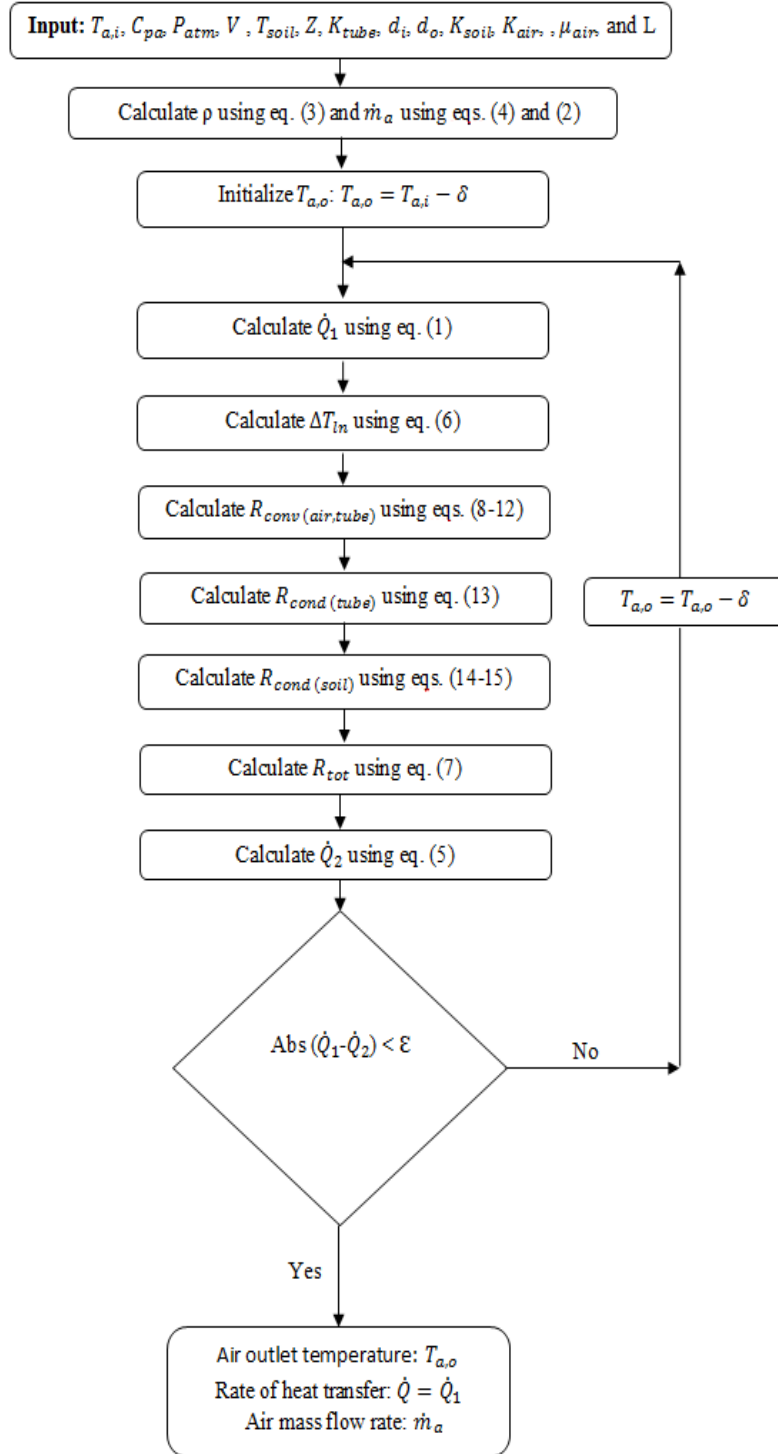 Input: T_{a,i}, C_{pa}, P_{atm}, V , T_{soil}, Z, K_{tube}, d_i, d_o, K_{soil}, K_{air}, , μ_{air}, and L
Calculate ρ using eq. (3) and ṁ_a using eqs. (4) and (2)
Initialize T_{a,o}: T_{a,o} = T_{a,i} − δ
Calculate Q̇_1 using eq. (1)
Calculate ΔT_{ln} using eq. (6)
Calculate R_{conv (air,tube)} using eqs. (8-12)
Calculate R_{cond (tube)} using eq. (13)
T_{a,o} = T_{a,o} − δ
Calculate R_{cond (soil)} using eqs. (14-15)
Calculate R_{tot} using eq. (7)
Calculate Q̇_2 using eq. (5)
Abs (Q̇_1-Q̇_2) < Ɛ
No
Yes
Air outlet temperature: T_{a,o}
Rate of heat transfer: Q̇ = Q̇_1
Air mass flow rate: ṁ_a